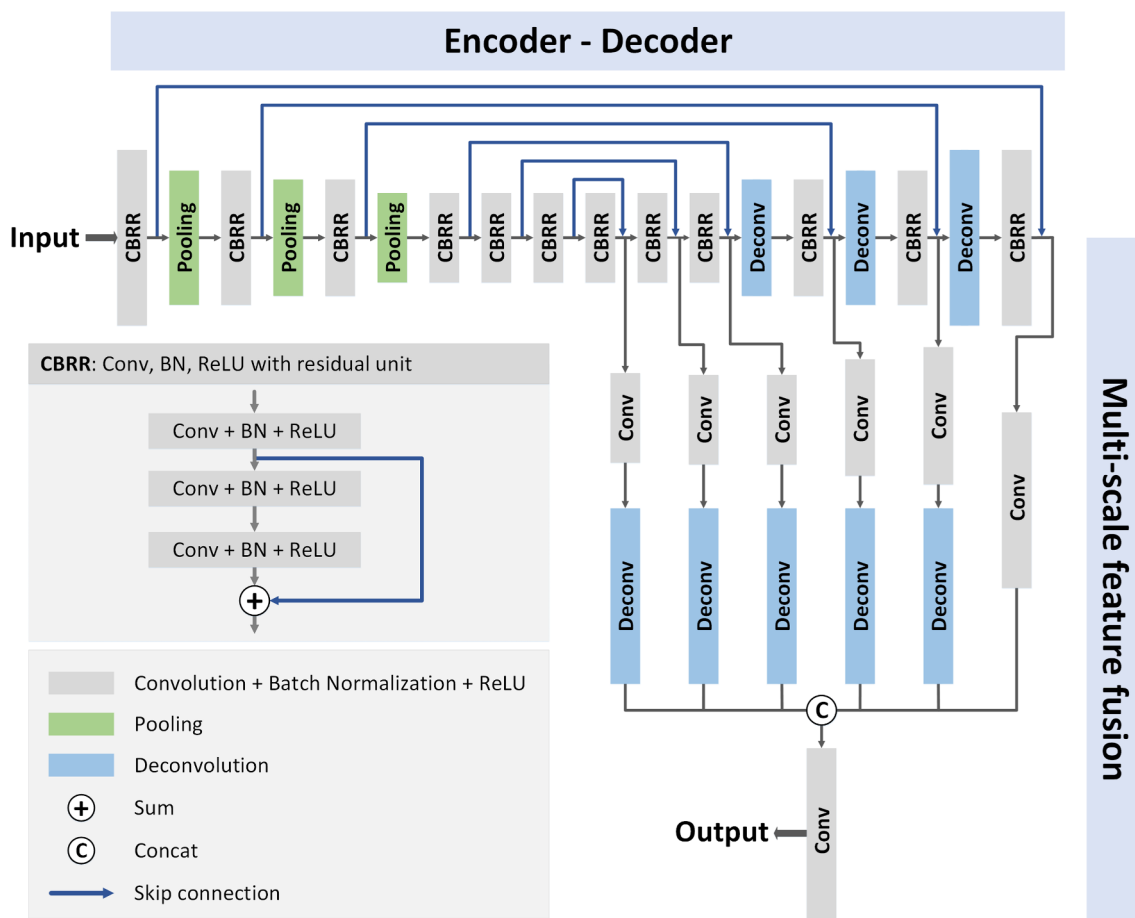 Encoder - Decoder
Input
CBRR
Pooling
CBRR
Pooling
CBRR
Pooling
CBRR
CBRR
CBRR
CBRR
CBRR
CBRR
Deconv
CBRR
Deconv
CBRR
Deconv
CBRR
CBRR: Conv, BN, ReLU with residual unit
Conv + BN + ReLU
Conv + BN + ReLU
Conv + BN + ReLU
+
Convolution + Batch Normalization + ReLU
Pooling
Deconvolution
+ Sum
C Concat
Skip connection
Conv
Conv
Conv
Conv
Conv
Conv
Deconv
Deconv
Deconv
Deconv
Deconv
C
Conv
Output
Multi-scale feature fusion